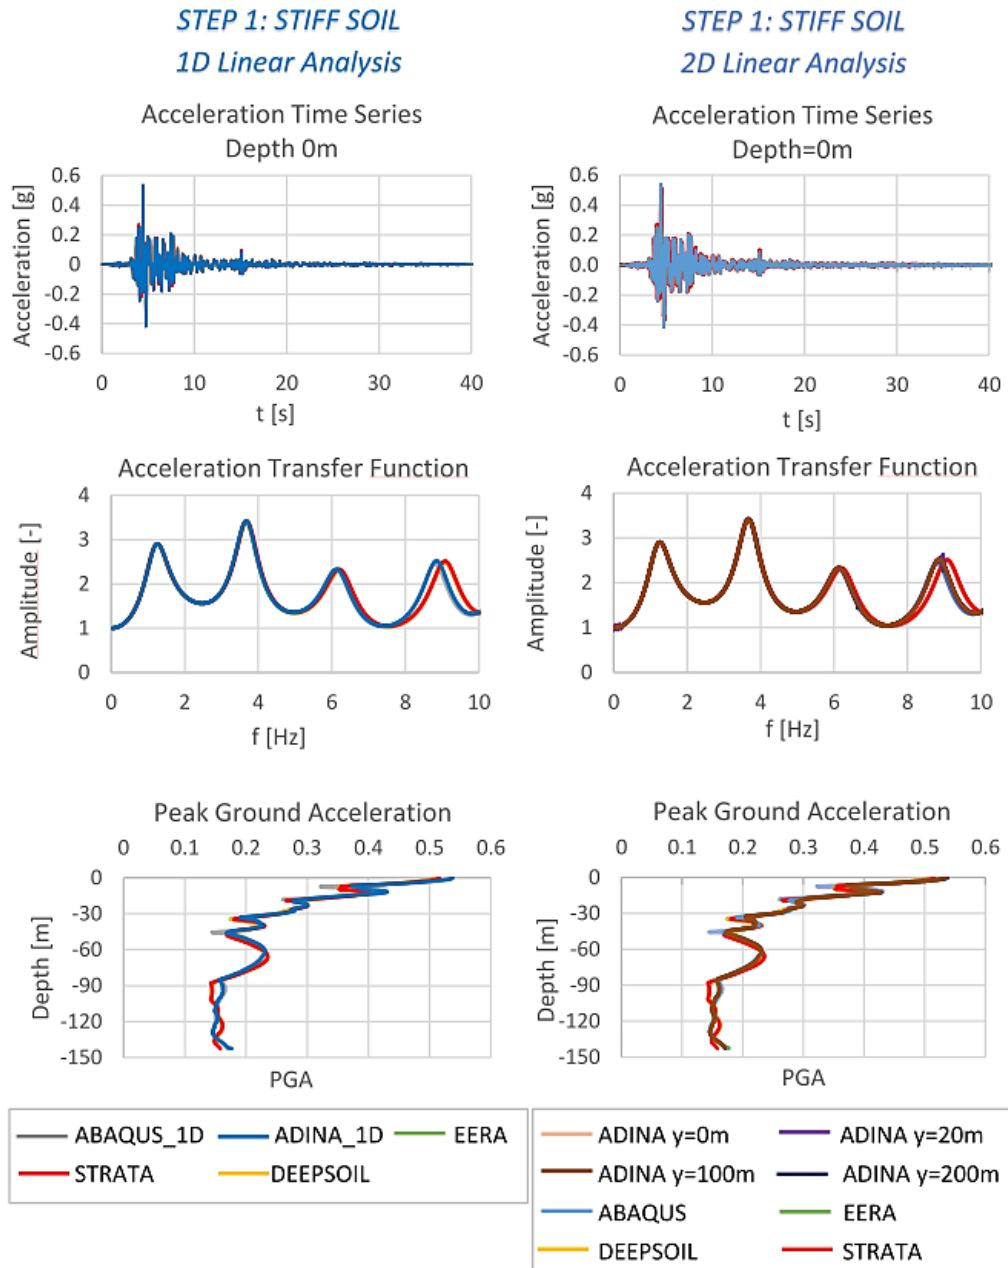 STEP 1: STIFF SOIL
1D Linear Analysis
Acceleration Time Series
Depth 0m
Acceleration [g]
0.6
0.4
0.2
0
-0.2
-0.4
-0.6
0 10 20 30 40
t [s]
Acceleration Transfer Function
Amplitude [-]
4
3
2
1
0
0 2 4 6 8 10
f [Hz]
Peak Ground Acceleration
0 0.1 0.2 0.3 0.4 0.5 0.6
Depth [m]
0
-30
-60
-90
-120
-150
PGA
ABAQUS_1D ADINA_1D EERA
STRATA DEEPSOIL
STEP 1: STIFF SOIL
2D Linear Analysis
Acceleration Time Series
Depth=0m
Acceleration [g]
0.6
0.4
0.2
0.0
-0.2
-0.4
-0.6
0 10 20 30 40
t [s]
Acceleration Transfer Function
Amplitude [-]
4
3
2
1
0
0 2 4 6 8 10
f [Hz]
Peak Ground Acceleration
0 0.1 0.2 0.3 0.4 0.5 0.6
Depth [m]
0
-30
-60
-90
-120
-150
PGA
ADINA y=0m ADINA y=20m
ADINA y=100m ADINA y=200m
ABAQUS EERA
DEEPSOIL STRATA